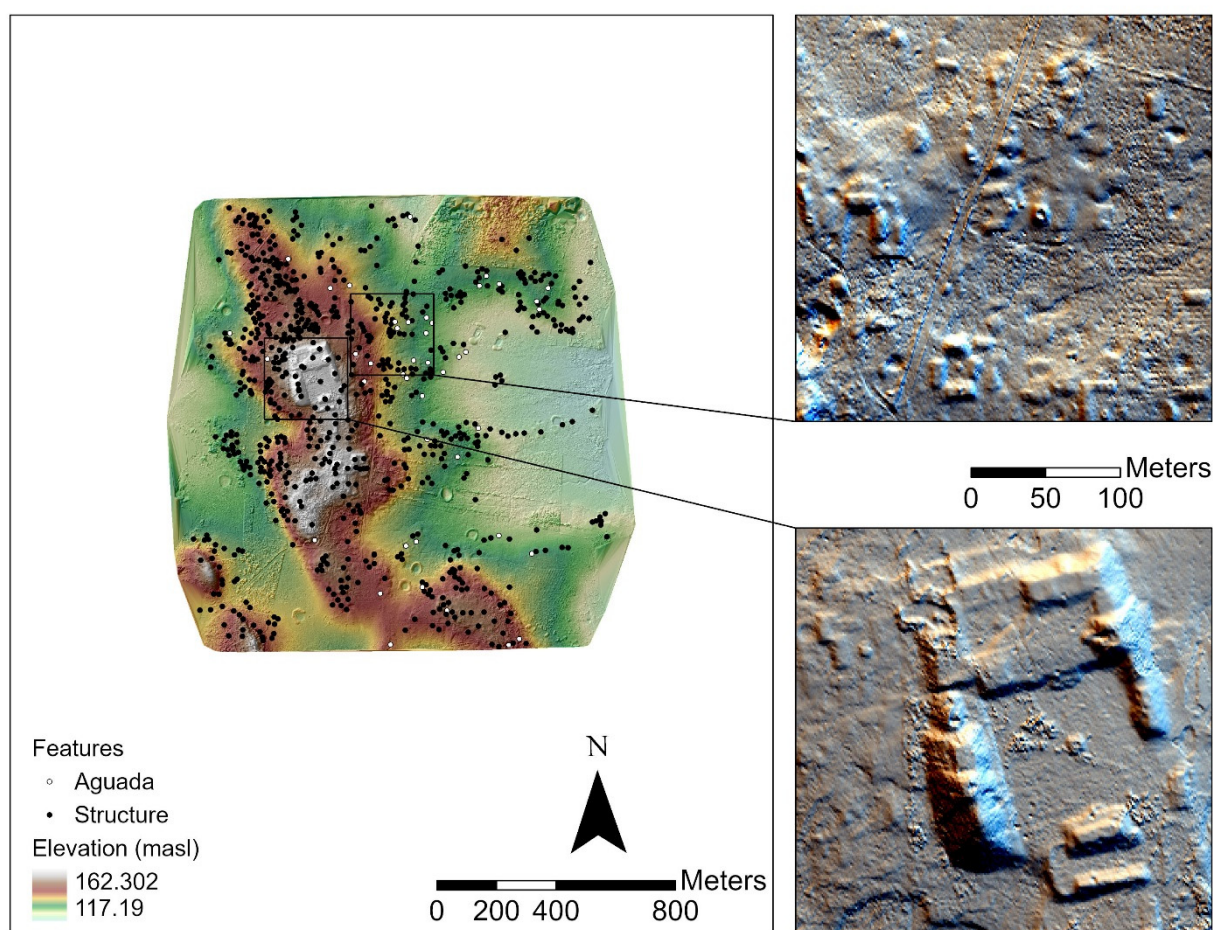 Features
Aguada
Structure
Elevation (masl)
162.302
117.19
N
Meters
0 200 400 800
Meters
0 50 100